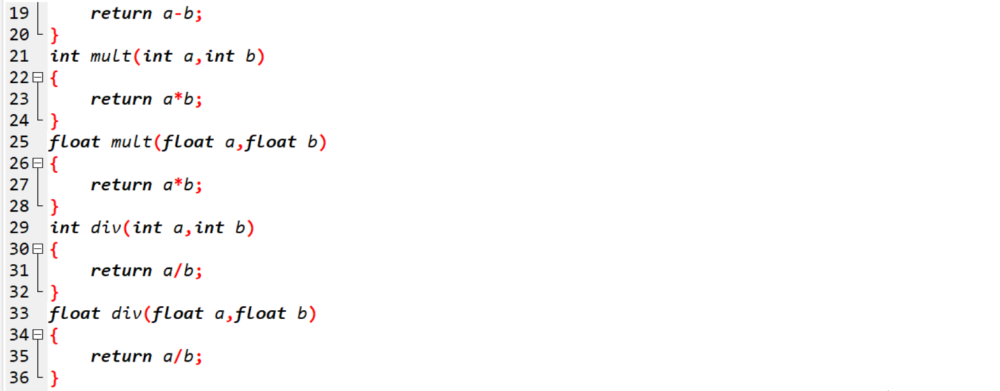 19 return a-b;
20 }
21 int mult(int a,int b)
22 {
23 return a*b;
24 }
25 float mult(float a,float b)
26 {
27 return a*b;
28 }
29 int div(int a,int b)
30 {
31 return a/b;
32 }
33 float div(float a,float b)
34 {
35 return a/b;
36 }